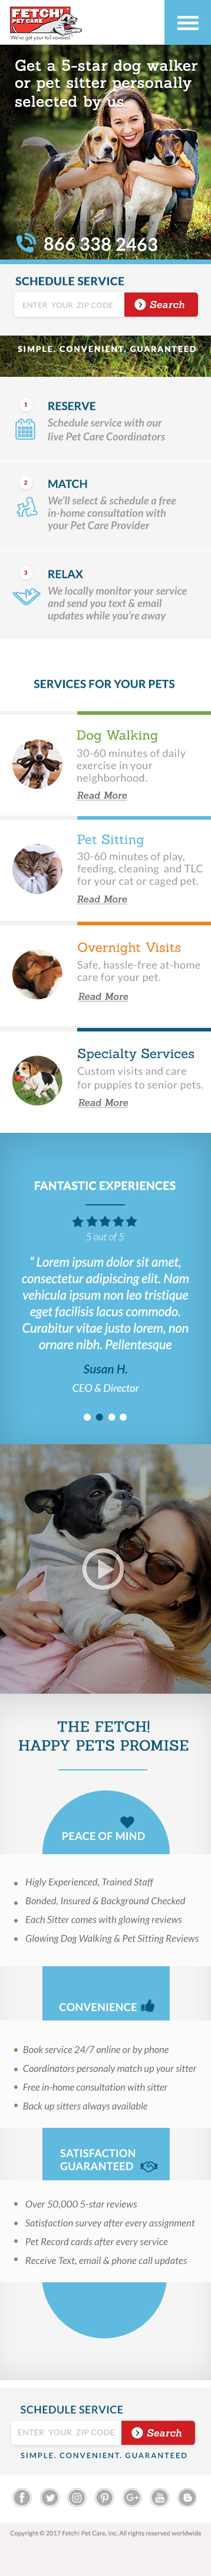 FETCH!
PET CARE
We've got your tail covered.
Get a 5-star dog walker
or pet sitter personally
selected by us.
866 338 2463
SCHEDULE SERVICE
ENTER YOUR ZIP CODE
Search
SIMPLE. CONVENIENT. GUARANTEED
1
RESERVE
Schedule service with our
live Pet Care Coordinators
2
MATCH
We'll select & schedule a free
in-home consultation with
your Pet Care Provider
3
RELAX
We locally monitor your service
and send you text & email
updates while you're away
SERVICES FOR YOUR PETS
Dog Walking
30-60 minutes of daily
exercise in your
neighborhood.
Read More
Pet Sitting
30-60 minutes of play,
feeding, cleaning and TLC
for your cat or caged pet.
Read More
Overnight Visits
Safe, hassle-free at-home
care for your pet.
Read More
Specialty Services
Custom visits and care
for puppies to senior pets.
Read More
FANTASTIC EXPERIENCES
5 out of 5
" Lorem ipsum dolor sit amet,
consectetur adipiscing elit. Nam
vehicula ipsum non leo tristique
eget facilisis lacus commodo.
Curabitur vitae justo lorem, non
ornare nibh. Pellentesque
Susan H.
CEO & Director
THE FETCH!
HAPPY PETS PROMISE
PEACE OF MIND
Higly Experienced, Trained Staff
Bonded, Insured & Background Checked
Each Sitter comes with glowing reviews
Glowing Dog Walking & Pet Sitting Reviews
CONVENIENCE
Book service 24/7 online or by phone
Coordinators personaly match up your sitter
Free in-home consultation with sitter
Back up sitters always available
SATISFACTION
GUARANTEED
Over 50,000 5-star reviews
Satisfaction survey after every assignment
Pet Record cards after every service
Receive Text, email & phone call updates
SCHEDULE SERVICE
ENTER YOUR ZIP CODE
Search
SIMPLE. CONVENIENT. GUARANTEED
Copyright © 2017 Fetch! Pet Care, Inc. All rights reserved worldwide